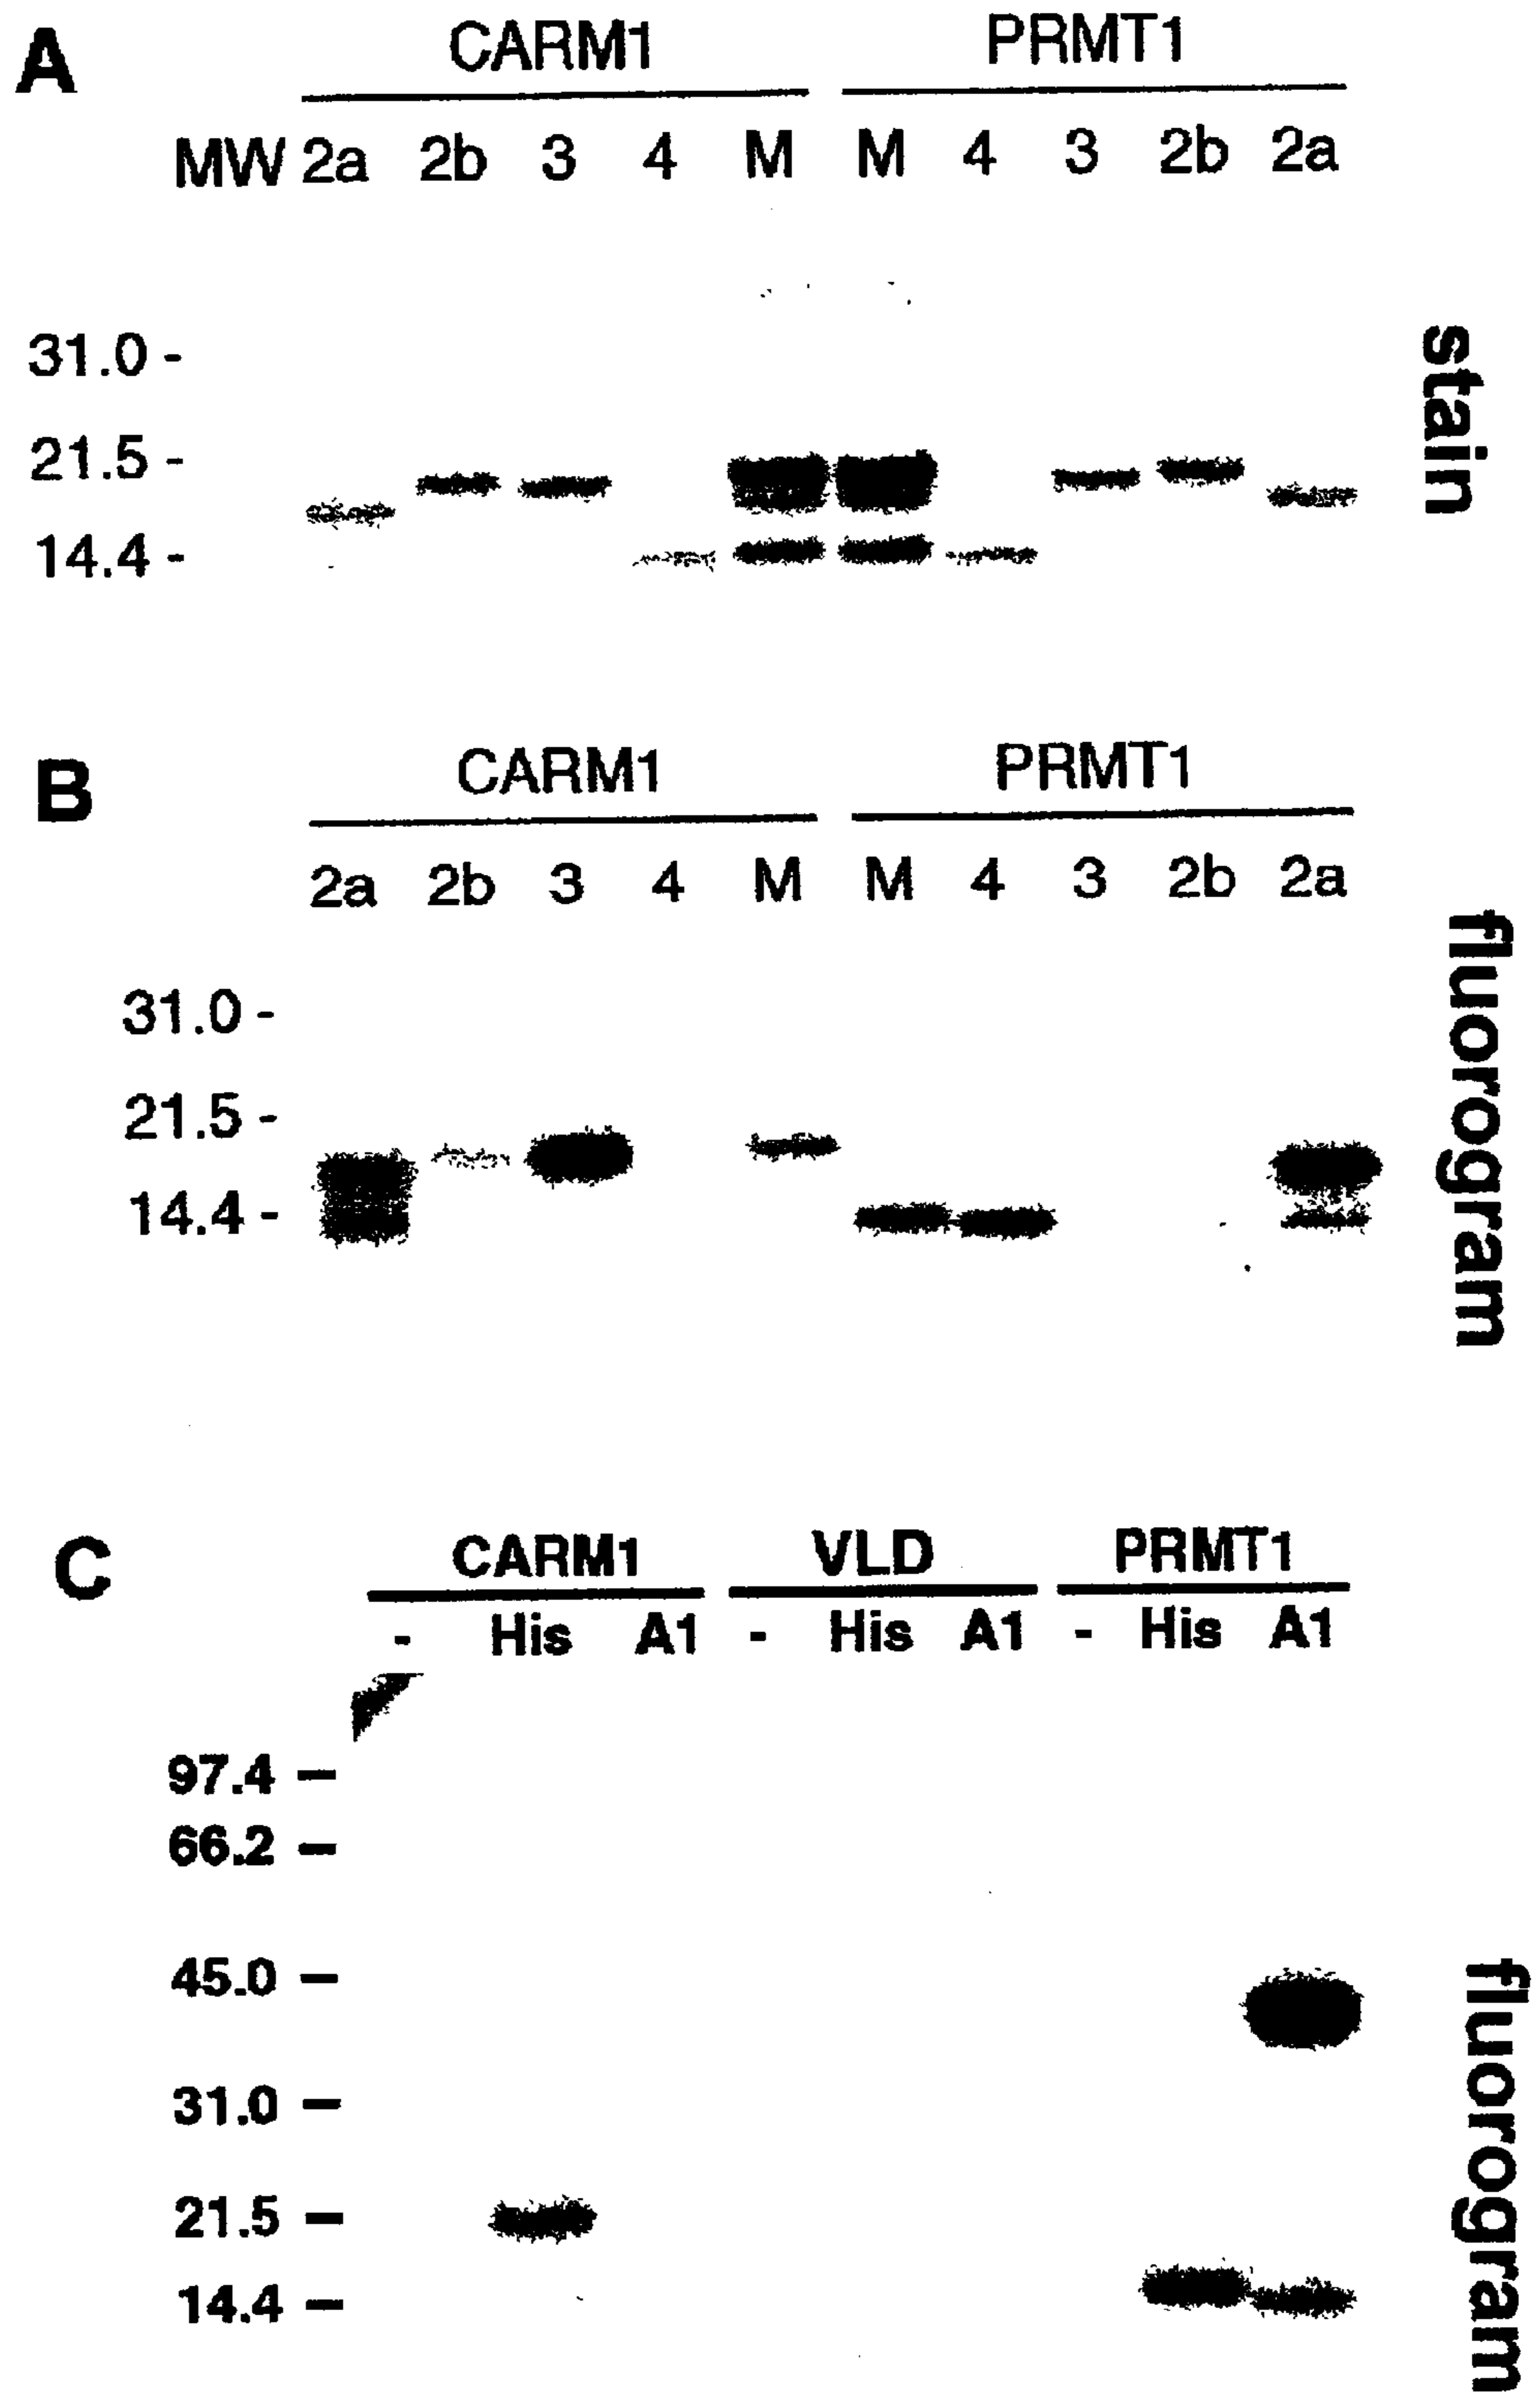 A
CARM1 PRMT1
MW 2a 2b 3 4 M M 4 3 2b 2a
31.0 -
21.5 -
14.4 -
stain
B
CARM1 PRMT1
2a 2b 3 4 M M 4 3 2b 2a
31.0 -
21.5 -
14.4 -
fluorogram
C
CARM1 VLD PRMT1
- His A1 - His A1 - His A1
97.4 –
66.2 –
45.0 –
31.0 –
21.5 –
14.4 –
fluorogram